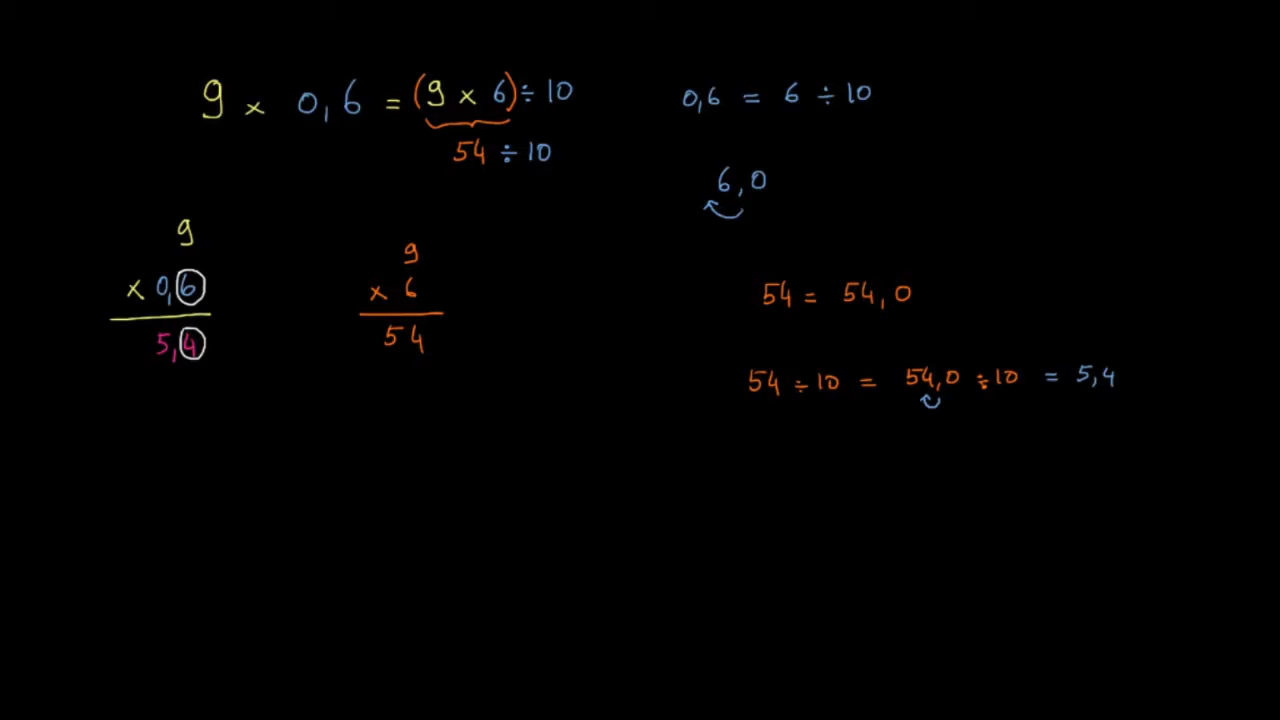 9 × 0,6 = (9 × 6) ÷ 10
54 ÷ 10
0,6 = 6 ÷ 10
6,0
9
× 0,6
5,4
9
× 6
54
54 = 54,0
54 ÷ 10 = 54,0 ÷ 10 = 5,4